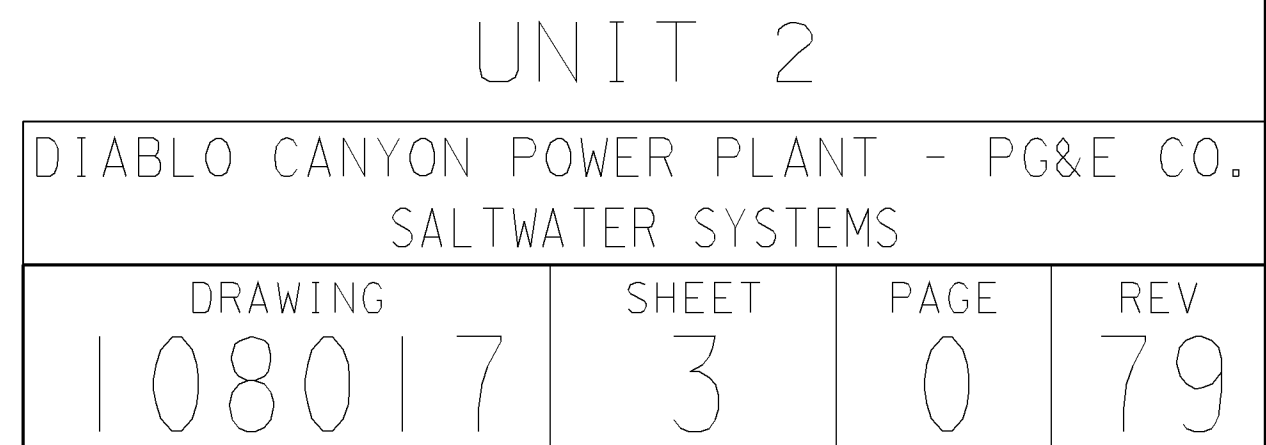 UNIT 2
DIABLO CANYON POWER PLANT - PG&E CO.
SALTWATER SYSTEMS
DRAWING SHEET PAGE REV
108017 3 0 79